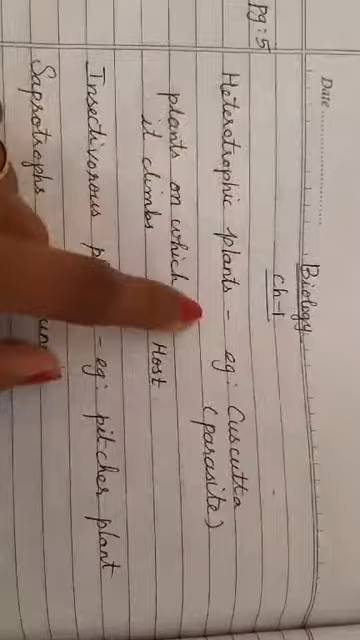 Date
Biology
ch-1
pg:5
Heterotrophic plants - eg: Cuscutta
(parasite)
plants on which Host
it climbs
Insectivorous - eg: pitcher plant
Saprotrophs